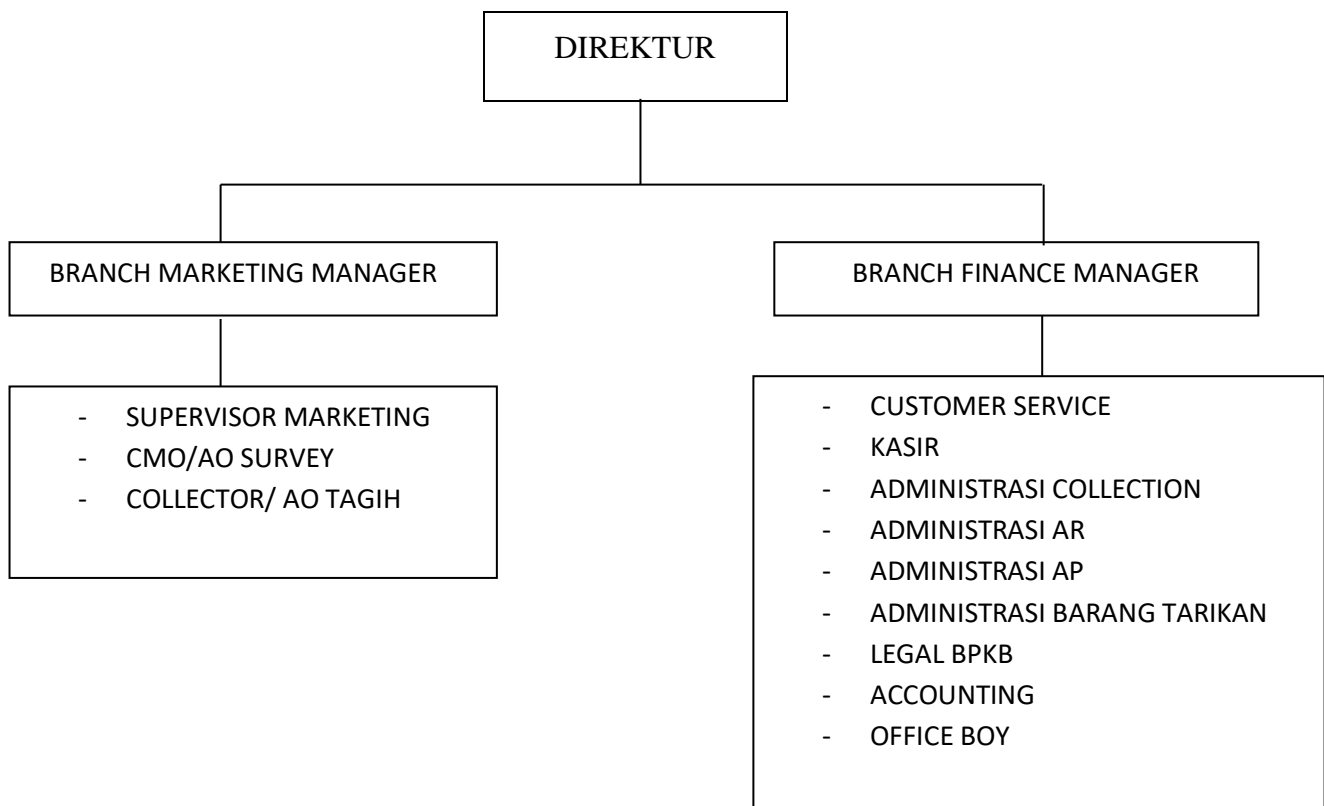 DIREKTUR
BRANCH MARKETING MANAGER
BRANCH FINANCE MANAGER
- SUPERVISOR MARKETING
- CMO/AO SURVEY
- COLLECTOR/ AO TAGIH
- CUSTOMER SERVICE
- KASIR
- ADMINISTRASI COLLECTION
- ADMINISTRASI AR
- ADMINISTRASI AP
- ADMINISTRASI BARANG TARIKAN
- LEGAL BPKB
- ACCOUNTING
- OFFICE BOY